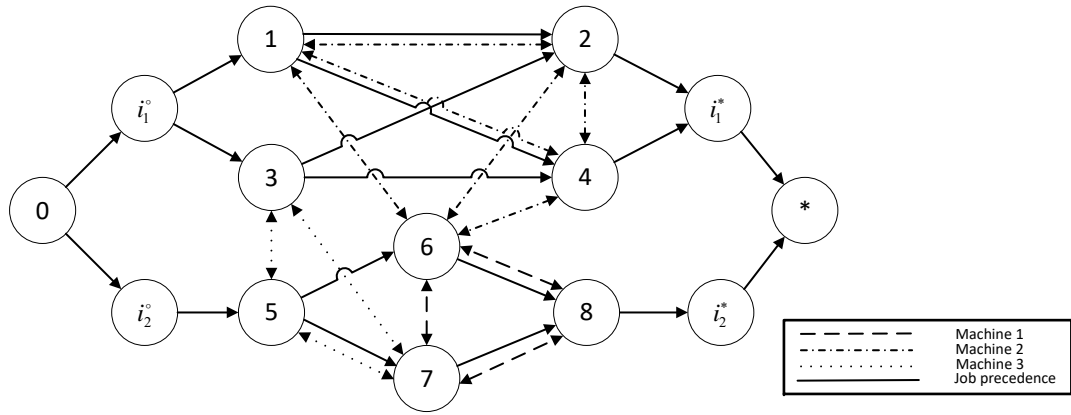 1
2
i₁°
i₁*
3
4
0
*
6
i₂°
5
8
i₂*
7
Machine 1
Machine 2
Machine 3
Job precedence